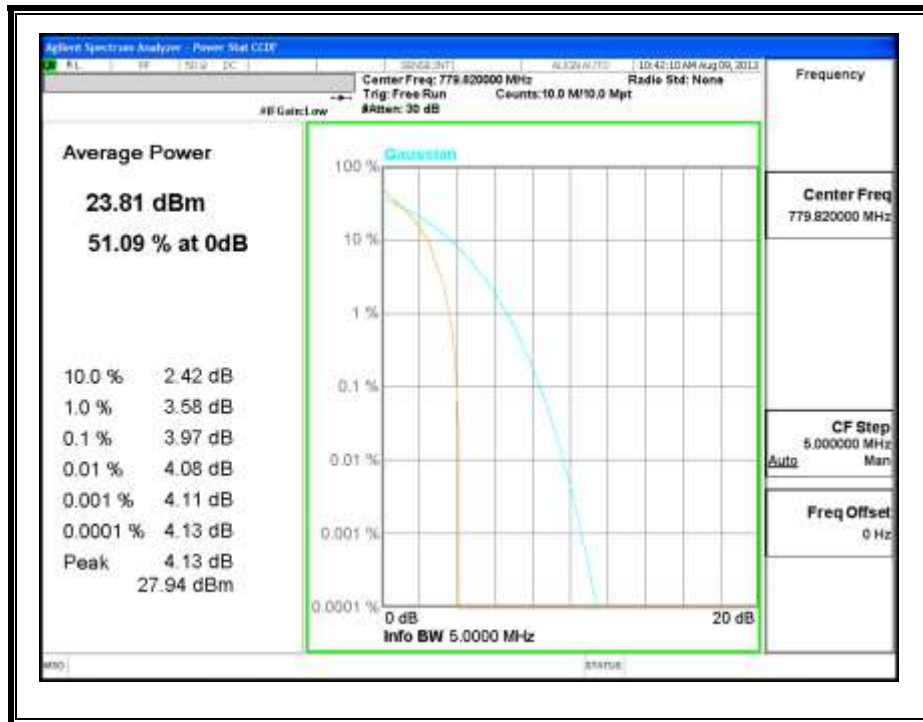 Agilent Spectrum Analyzer - Power Stat CCDF
RL RF 50 Ω DC SENSE:INT ALIGN AUTO 10:42:10 AM Aug 09, 2013
Center Freq: 779.820000 MHz Radio Std: None
Trig: Free Run Counts:10.0 M/10.0 Mpt
#IFGain:Low #Atten: 30 dB
Frequency
Average Power
23.81 dBm
51.09 % at 0dB
10.0 % 2.42 dB
1.0 % 3.58 dB
0.1 % 3.97 dB
0.01 % 4.08 dB
0.001 % 4.11 dB
0.0001 % 4.13 dB
Peak 4.13 dB
27.94 dBm
Gaussian
100 %
10 %
1 %
0.1 %
0.01 %
0.001 %
0.0001 %
0 dB 20 dB
Info BW 5.0000 MHz
Center Freq
779.820000 MHz
CF Step
5.000000 MHz
Auto Man
Freq Offset
0 Hz
MSG STATUS